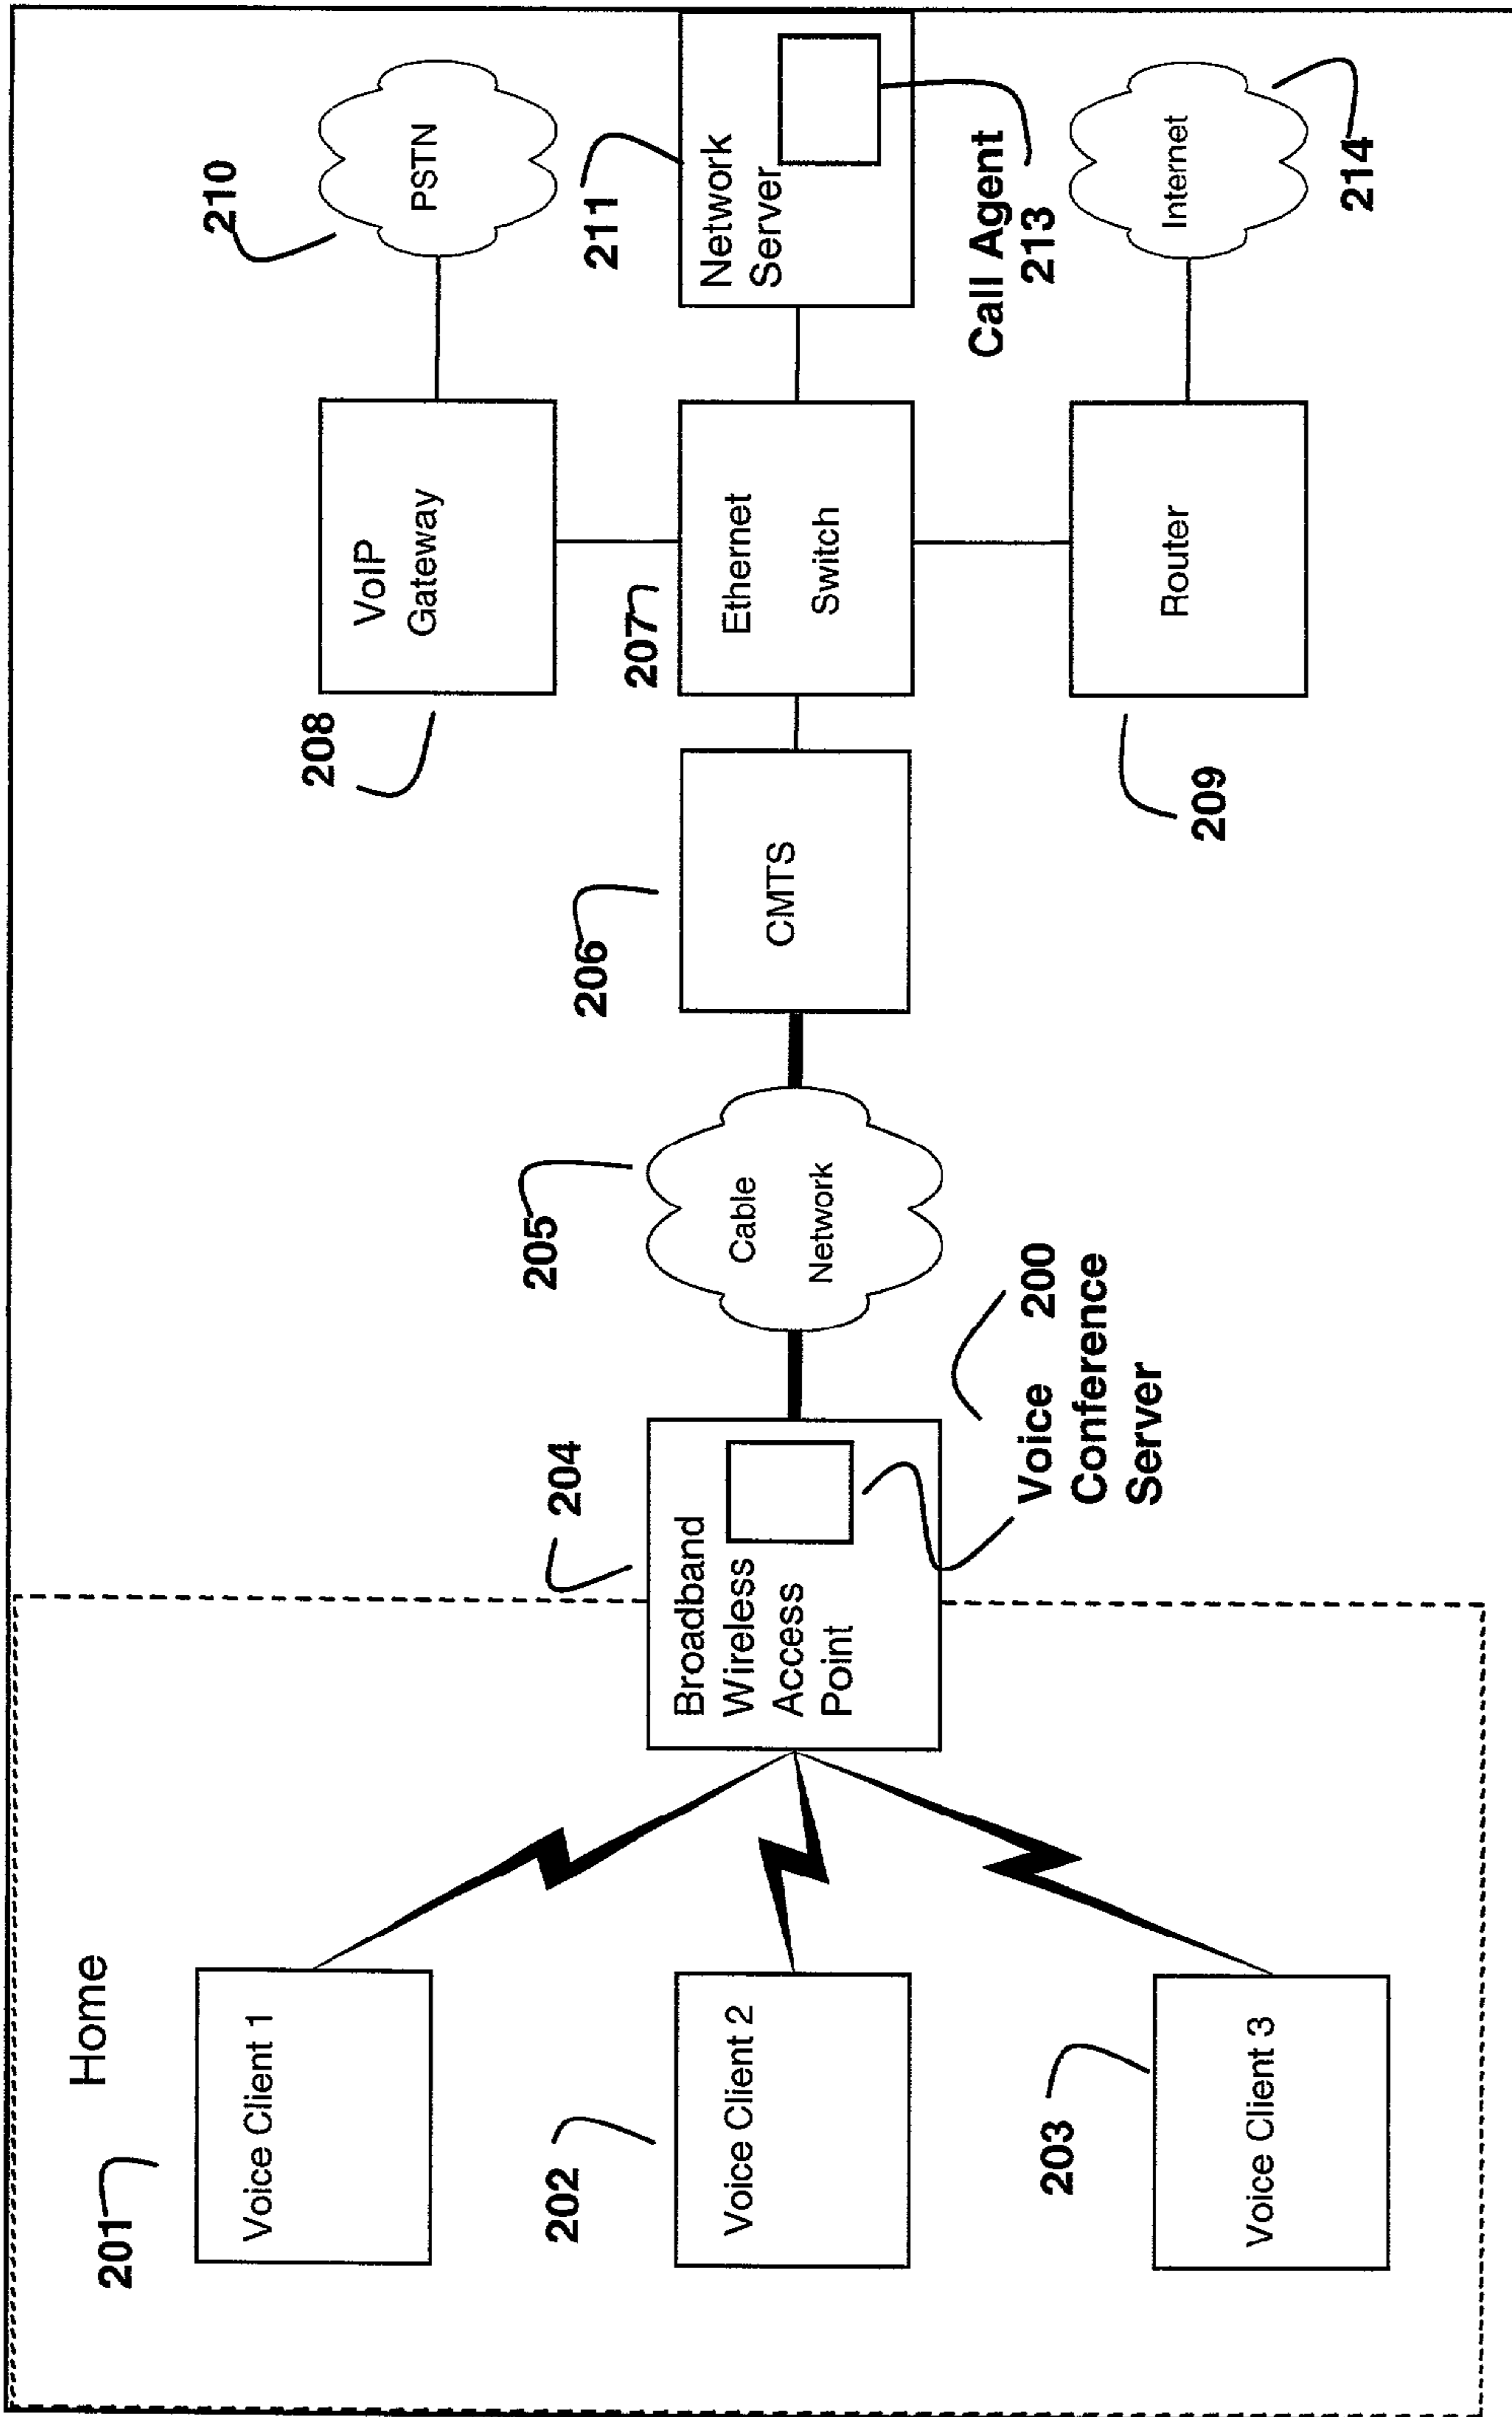 Home
201
Voice Client 1
202
Voice Client 2
203
Voice Client 3
204
Broadband
Wireless
Access
Point
Voice 200
Conference
Server
205
Cable
Network
206
CMTS
207
Ethernet
Switch
208
VoIP
Gateway
209
Router
210
PSTN
211
Network
Server
Call Agent
213
Internet
214